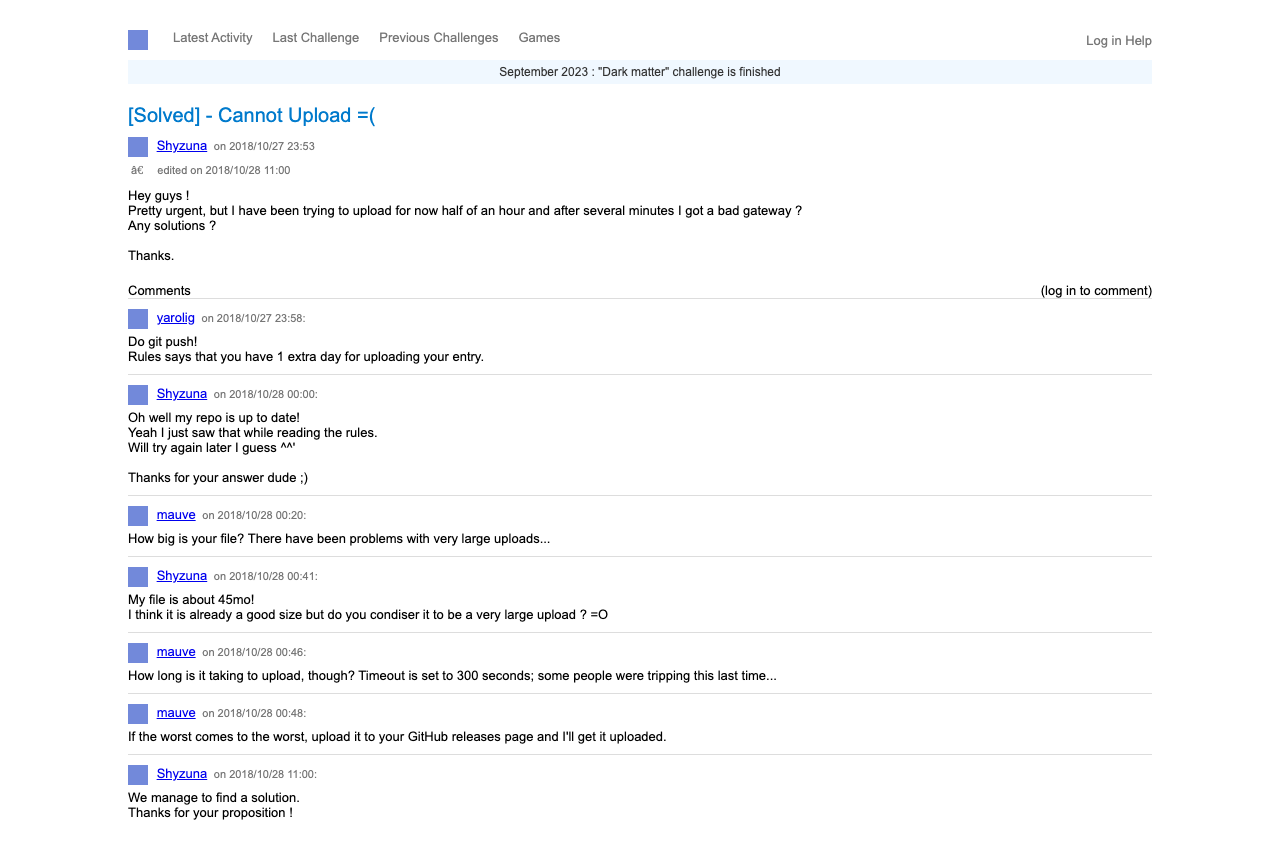 Latest Activity Last Challenge Previous Challenges Games Log in Help
September 2023 : "Dark matter" challenge is finished
[Solved] - Cannot Upload =(
Shyzuna on 2018/10/27 23:53
â€ edited on 2018/10/28 11:00
Hey guys !
Pretty urgent, but I have been trying to upload for now half of an hour and after several minutes I got a bad gateway ?
Any solutions ?
Thanks.
Comments (log in to comment)
yarolig on 2018/10/27 23:58:
Do git push!
Rules says that you have 1 extra day for uploading your entry.
Shyzuna on 2018/10/28 00:00:
Oh well my repo is up to date!
Yeah I just saw that while reading the rules.
Will try again later I guess ^^'
Thanks for your answer dude ;)
mauve on 2018/10/28 00:20:
How big is your file? There have been problems with very large uploads...
Shyzuna on 2018/10/28 00:41:
My file is about 45mo!
I think it is already a good size but do you condiser it to be a very large upload ? =O
mauve on 2018/10/28 00:46:
How long is it taking to upload, though? Timeout is set to 300 seconds; some people were tripping this last time...
mauve on 2018/10/28 00:48:
If the worst comes to the worst, upload it to your GitHub releases page and I'll get it uploaded.
Shyzuna on 2018/10/28 11:00:
We manage to find a solution.
Thanks for your proposition !